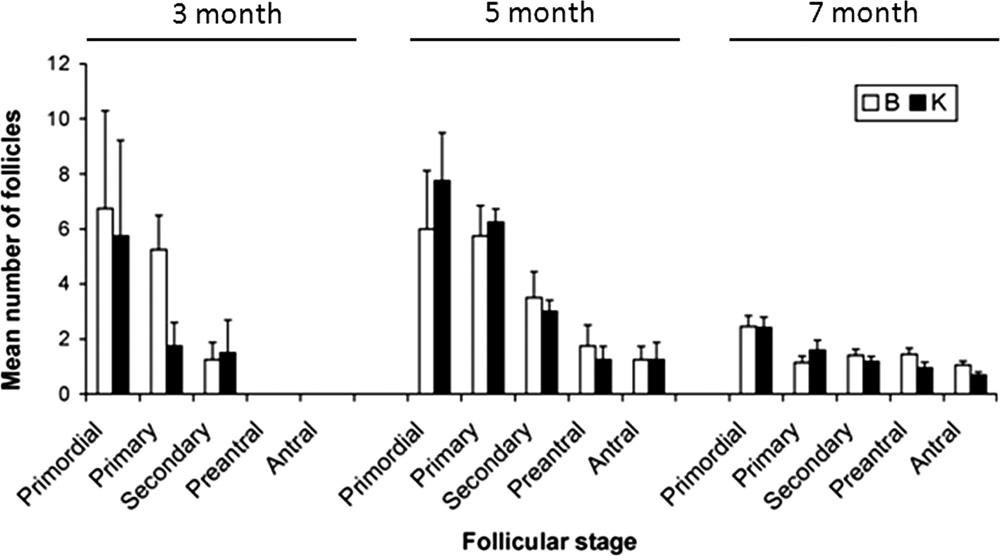 3 month
5 month
7 month
Mean number of follicles
12
10
8
6
4
2
0
B K
Primordial
Primary
Secondary
Preantral
Antral
Primordial
Primary
Secondary
Preantral
Antral
Primordial
Primary
Secondary
Preantral
Antral
Follicular stage